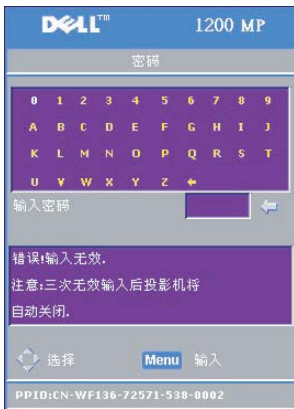 DELL™ 1200 MP
密码
0 1 2 3 4 5 6 7 8 9
A B C D E F G H I J
K L M N O P Q R S T
U V W X Y Z ←
输入密码
错误!输入无效.
注意:三次无效输入后投影机将
自动关闭.
选择 Menu 输入
PPID:CN-WF136-72571-538-0002